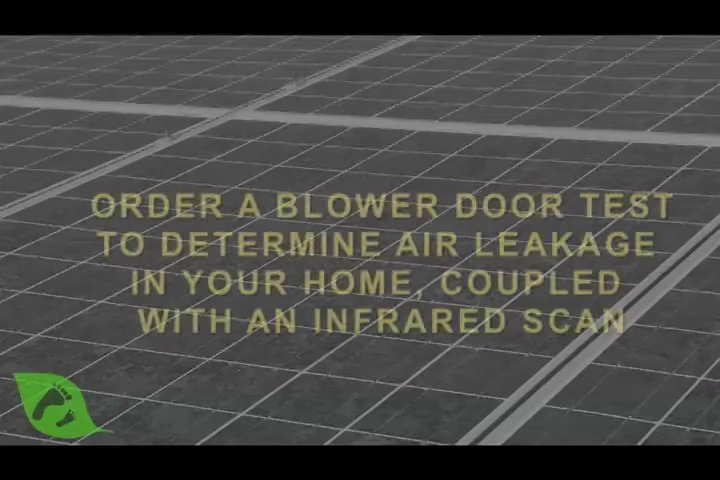 ORDER A BLOWER DOOR TEST
TO DETERMINE AIR LEAKAGE
IN YOUR HOME, COUPLED
WITH AN INFRARED SCAN